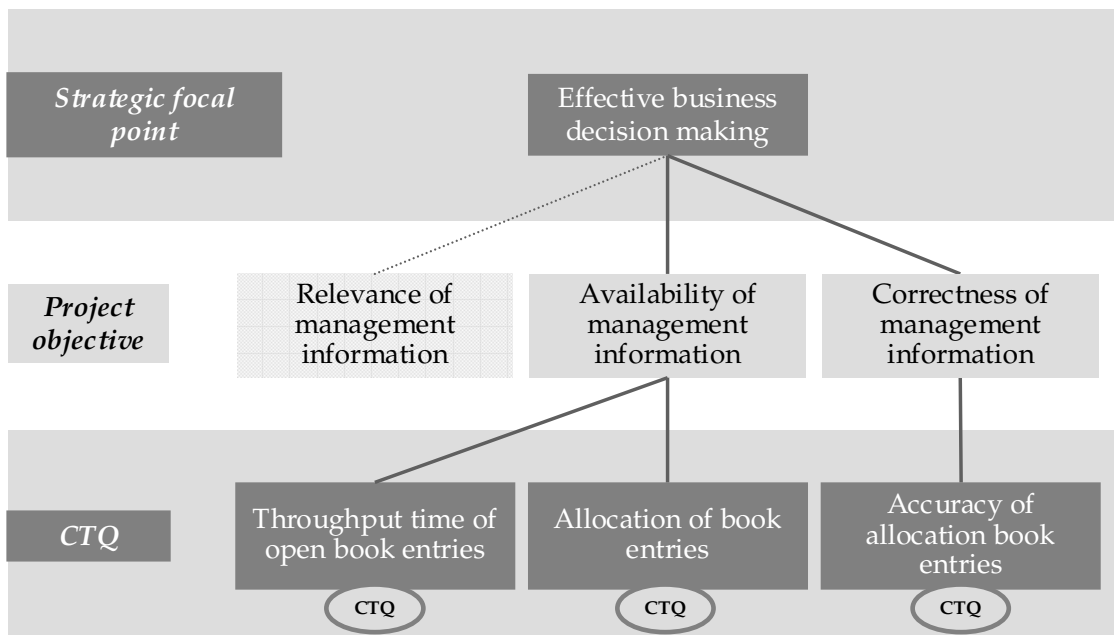 Strategic focal
point
Effective business
decision making
Project
objective
Relevance of
management
information
Availability of
management
information
Correctness of
management
information
CTQ
Throughput time of
open book entries
Allocation of book
entries
Accuracy of
allocation book
entries
CTQ
CTQ
CTQ